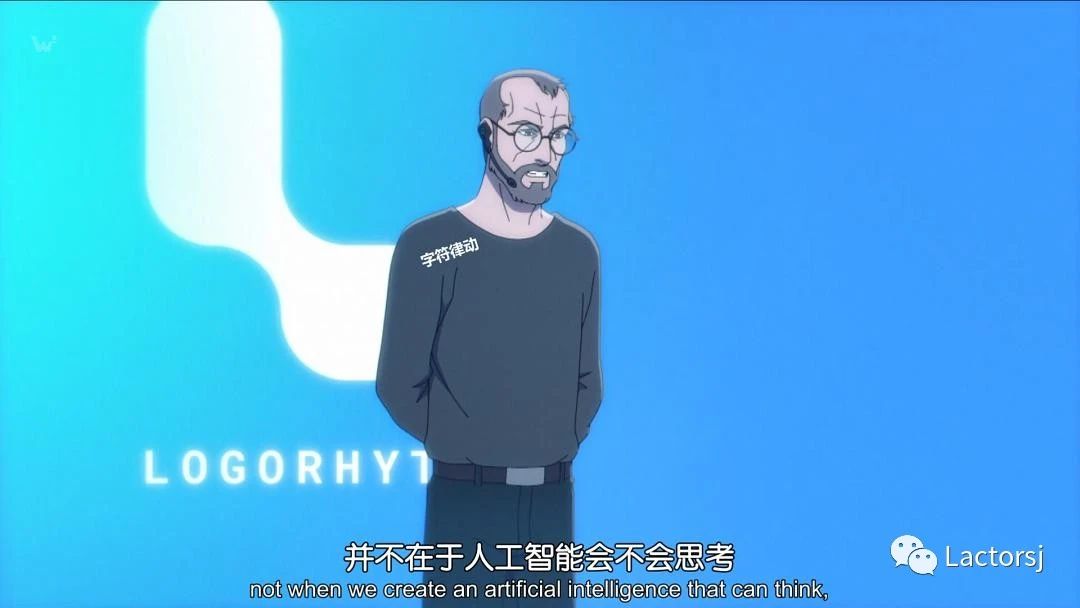 W
字符律动
LOGORHYT
并不在于人工智能会不会思考
not when we create an artificial intelligence that can think,
Lactorsj